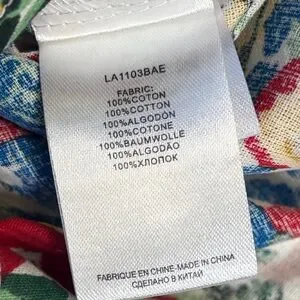 LA1103BAE
FABRIC:
100%COTON
100%COTTON
100%ALGODÓN
100%COTONE
100%BAUMWOLLE
100%ALGODÃO
100%ХЛОПОК
FABRIQUE EN CHINE-MADE IN CHINA
СДЕЛАНО В КИТАЙ